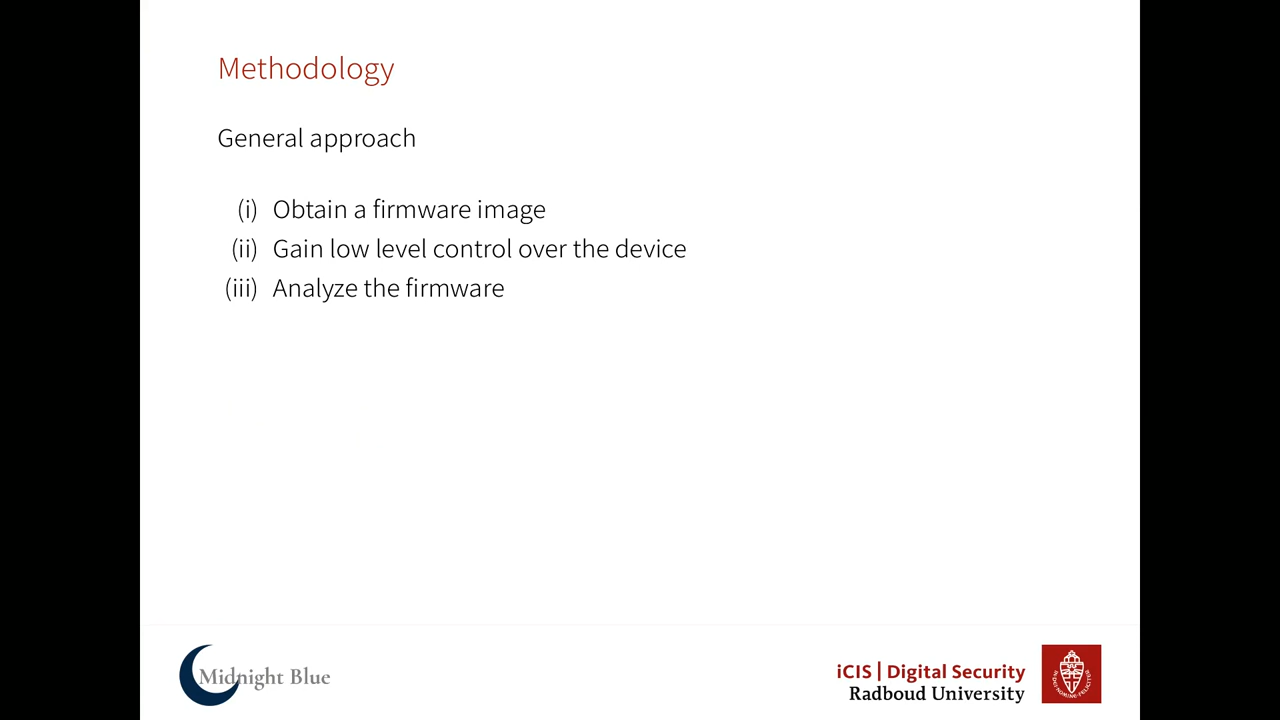 Methodology
General approach
(i) Obtain a firmware image
(ii) Gain low level control over the device
(iii) Analyze the firmware
Midnight Blue
iCIS | Digital Security
Radboud University